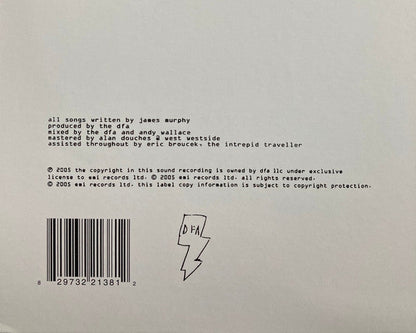 all songs written by james murphy
produced by the dfa
mixed by the dfa and andy wallace
mastered by alan douches @ west westside
assisted throughout by eric broucek, the intrepid traveller
℗ 2005 the copyright in this sound recording is owned by dfa llc under exclusive
license to emi records ltd. © 2005 emi records ltd. all rights reserved.
© 2005 emi records ltd. this label copy information is subject to copyright protection.
DFA
8 29732 21381 2